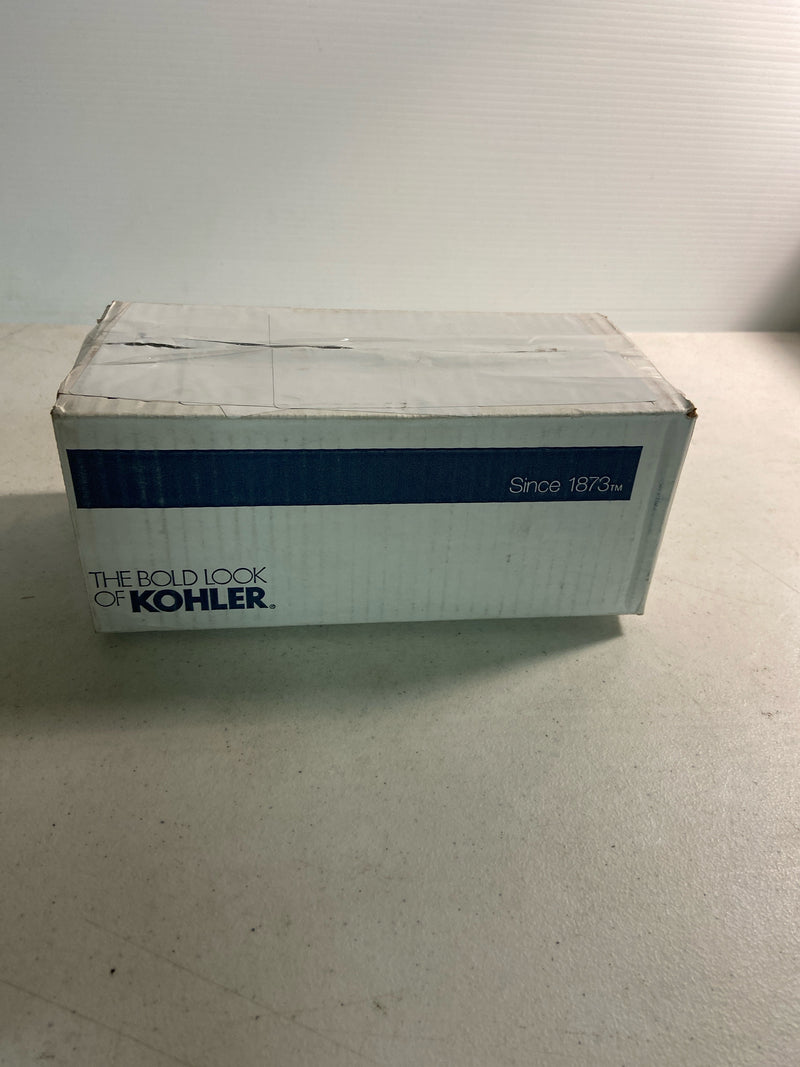 Since 1873™
THE BOLD LOOK
OF KOHLER®